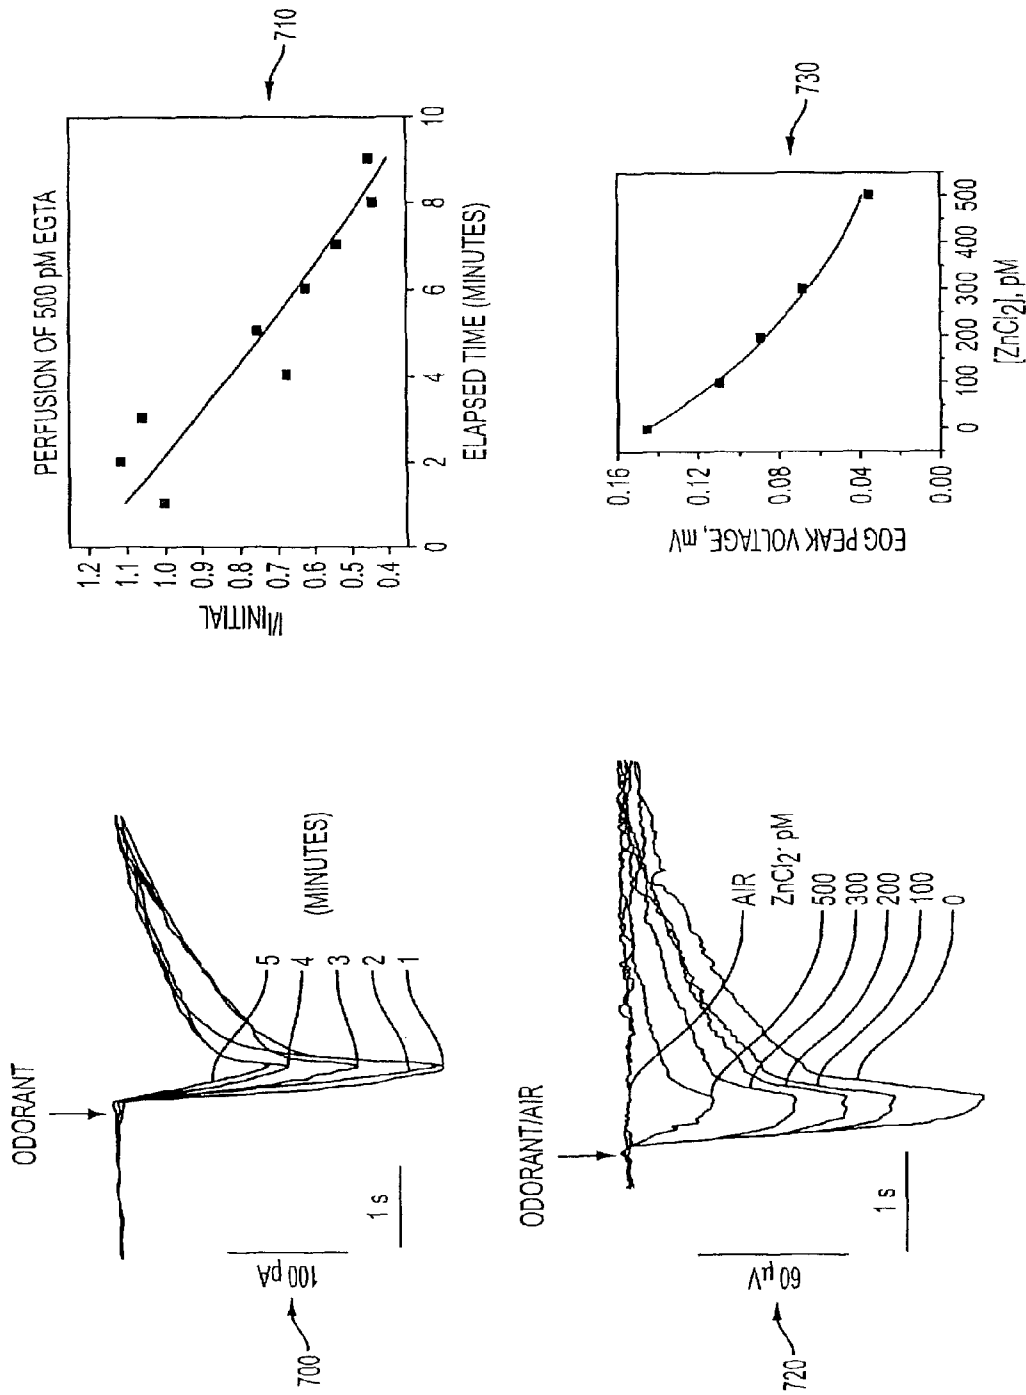 ODORANT
5
4
3
2
1
(MINUTES)
100 pA
1 s
700
PERFUSION OF 500 pM EGTA
I/INITIAL
1.2
1.1
1.0
0.9
0.8
0.7
0.6
0.5
0.4
0
2
4
6
8
10
ELAPSED TIME (MINUTES)
710
ODORANT/AIR
AIR
ZnCl2, pM
500
300
200
100
0
60 μV
1 s
720
EOG PEAK VOLTAGE, mV
0.16
0.12
0.08
0.04
0.00
0
100
200
300
400
500
[ZnCl2], pM
730